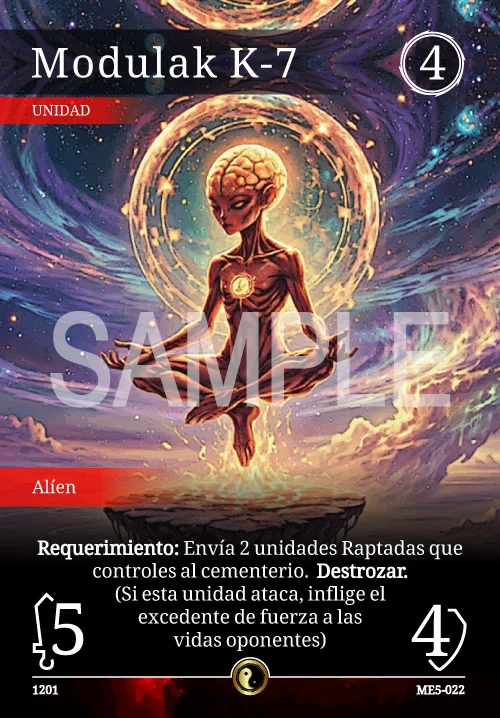 Modulak K-7
4
UNIDAD
SAMPLE
Alíen
Requerimiento: Envía 2 unidades Raptadas que
controles al cementerio. Destrozar.
(Si esta unidad ataca, inflige el
excedente de fuerza a las
vidas oponentes)
5
4
1201
ME5-022